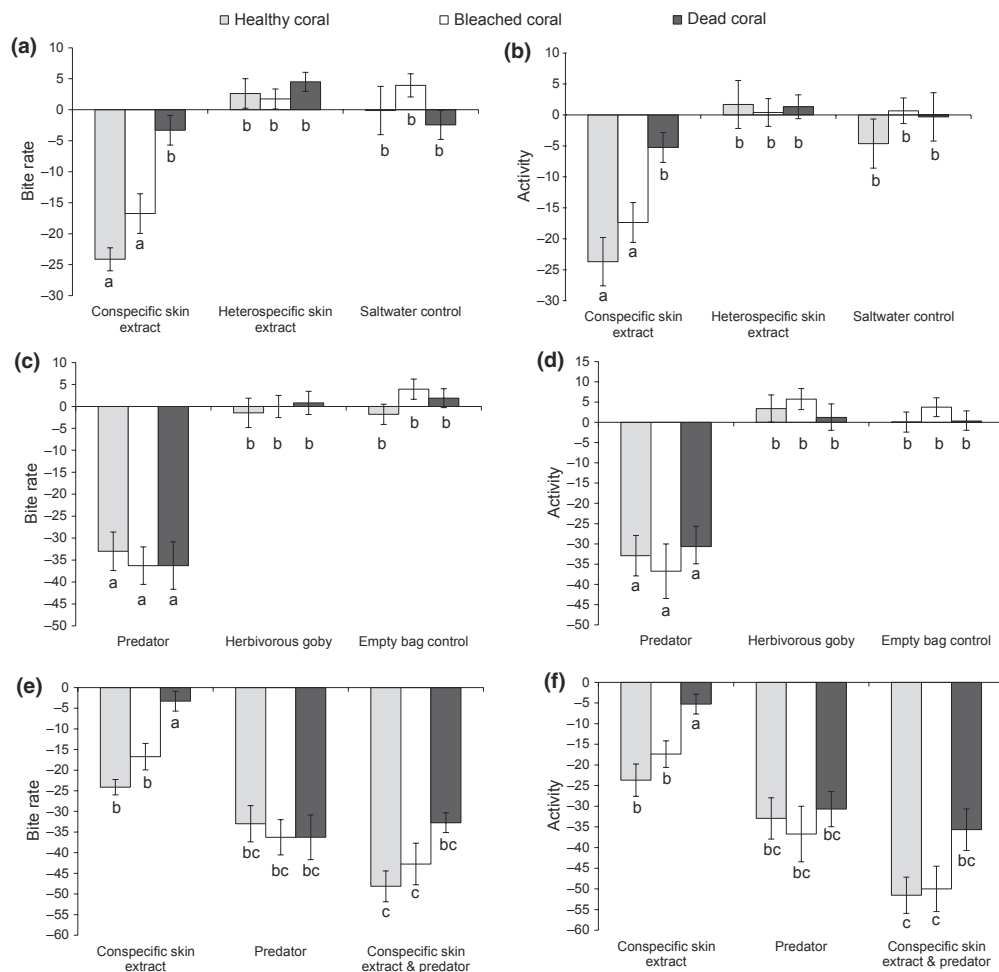 Healthy coral Bleached coral Dead coral
(a)
10
5
0
–5
–10
–15
–20
–25
–30
Bite rate
a
a
b
b
b
b
b
b
b
Conspecific skin
extract
Heterospecific skin
extract
Saltwater control
(b)
10
5
0
–5
–10
–15
–20
–25
–30
Activity
a
a
b
b
b
b
b
b
b
Conspecific skin
extract
Heterospecific skin
extract
Saltwater control
(c)
10
5
0
–5
–10
–15
–20
–25
–30
–35
–40
–45
–50
Bite rate
a
a
a
b
b
b
b
b
b
Predator
Herbivorous goby
Empty bag control
(d)
15
10
5
0
–5
–10
–15
–20
–25
–30
–35
–40
–45
–50
Activity
a
a
a
b
b
b
b
b
b
Predator
Herbivorous goby
Empty bag control
(e)
0
–5
–10
–15
–20
–25
–30
–35
–40
–45
–50
–55
–60
Bite rate
b
b
a
bc
bc
bc
c
c
bc
Conspecific skin
extract
Predator
Conspecific skin
extract & predator
(f)
0
–5
–10
–15
–20
–25
–30
–35
–40
–45
–50
–55
–60
Activity
b
b
a
bc
bc
bc
c
c
bc
Conspecific skin
extract
Predator
Conspecific skin
extract & predator